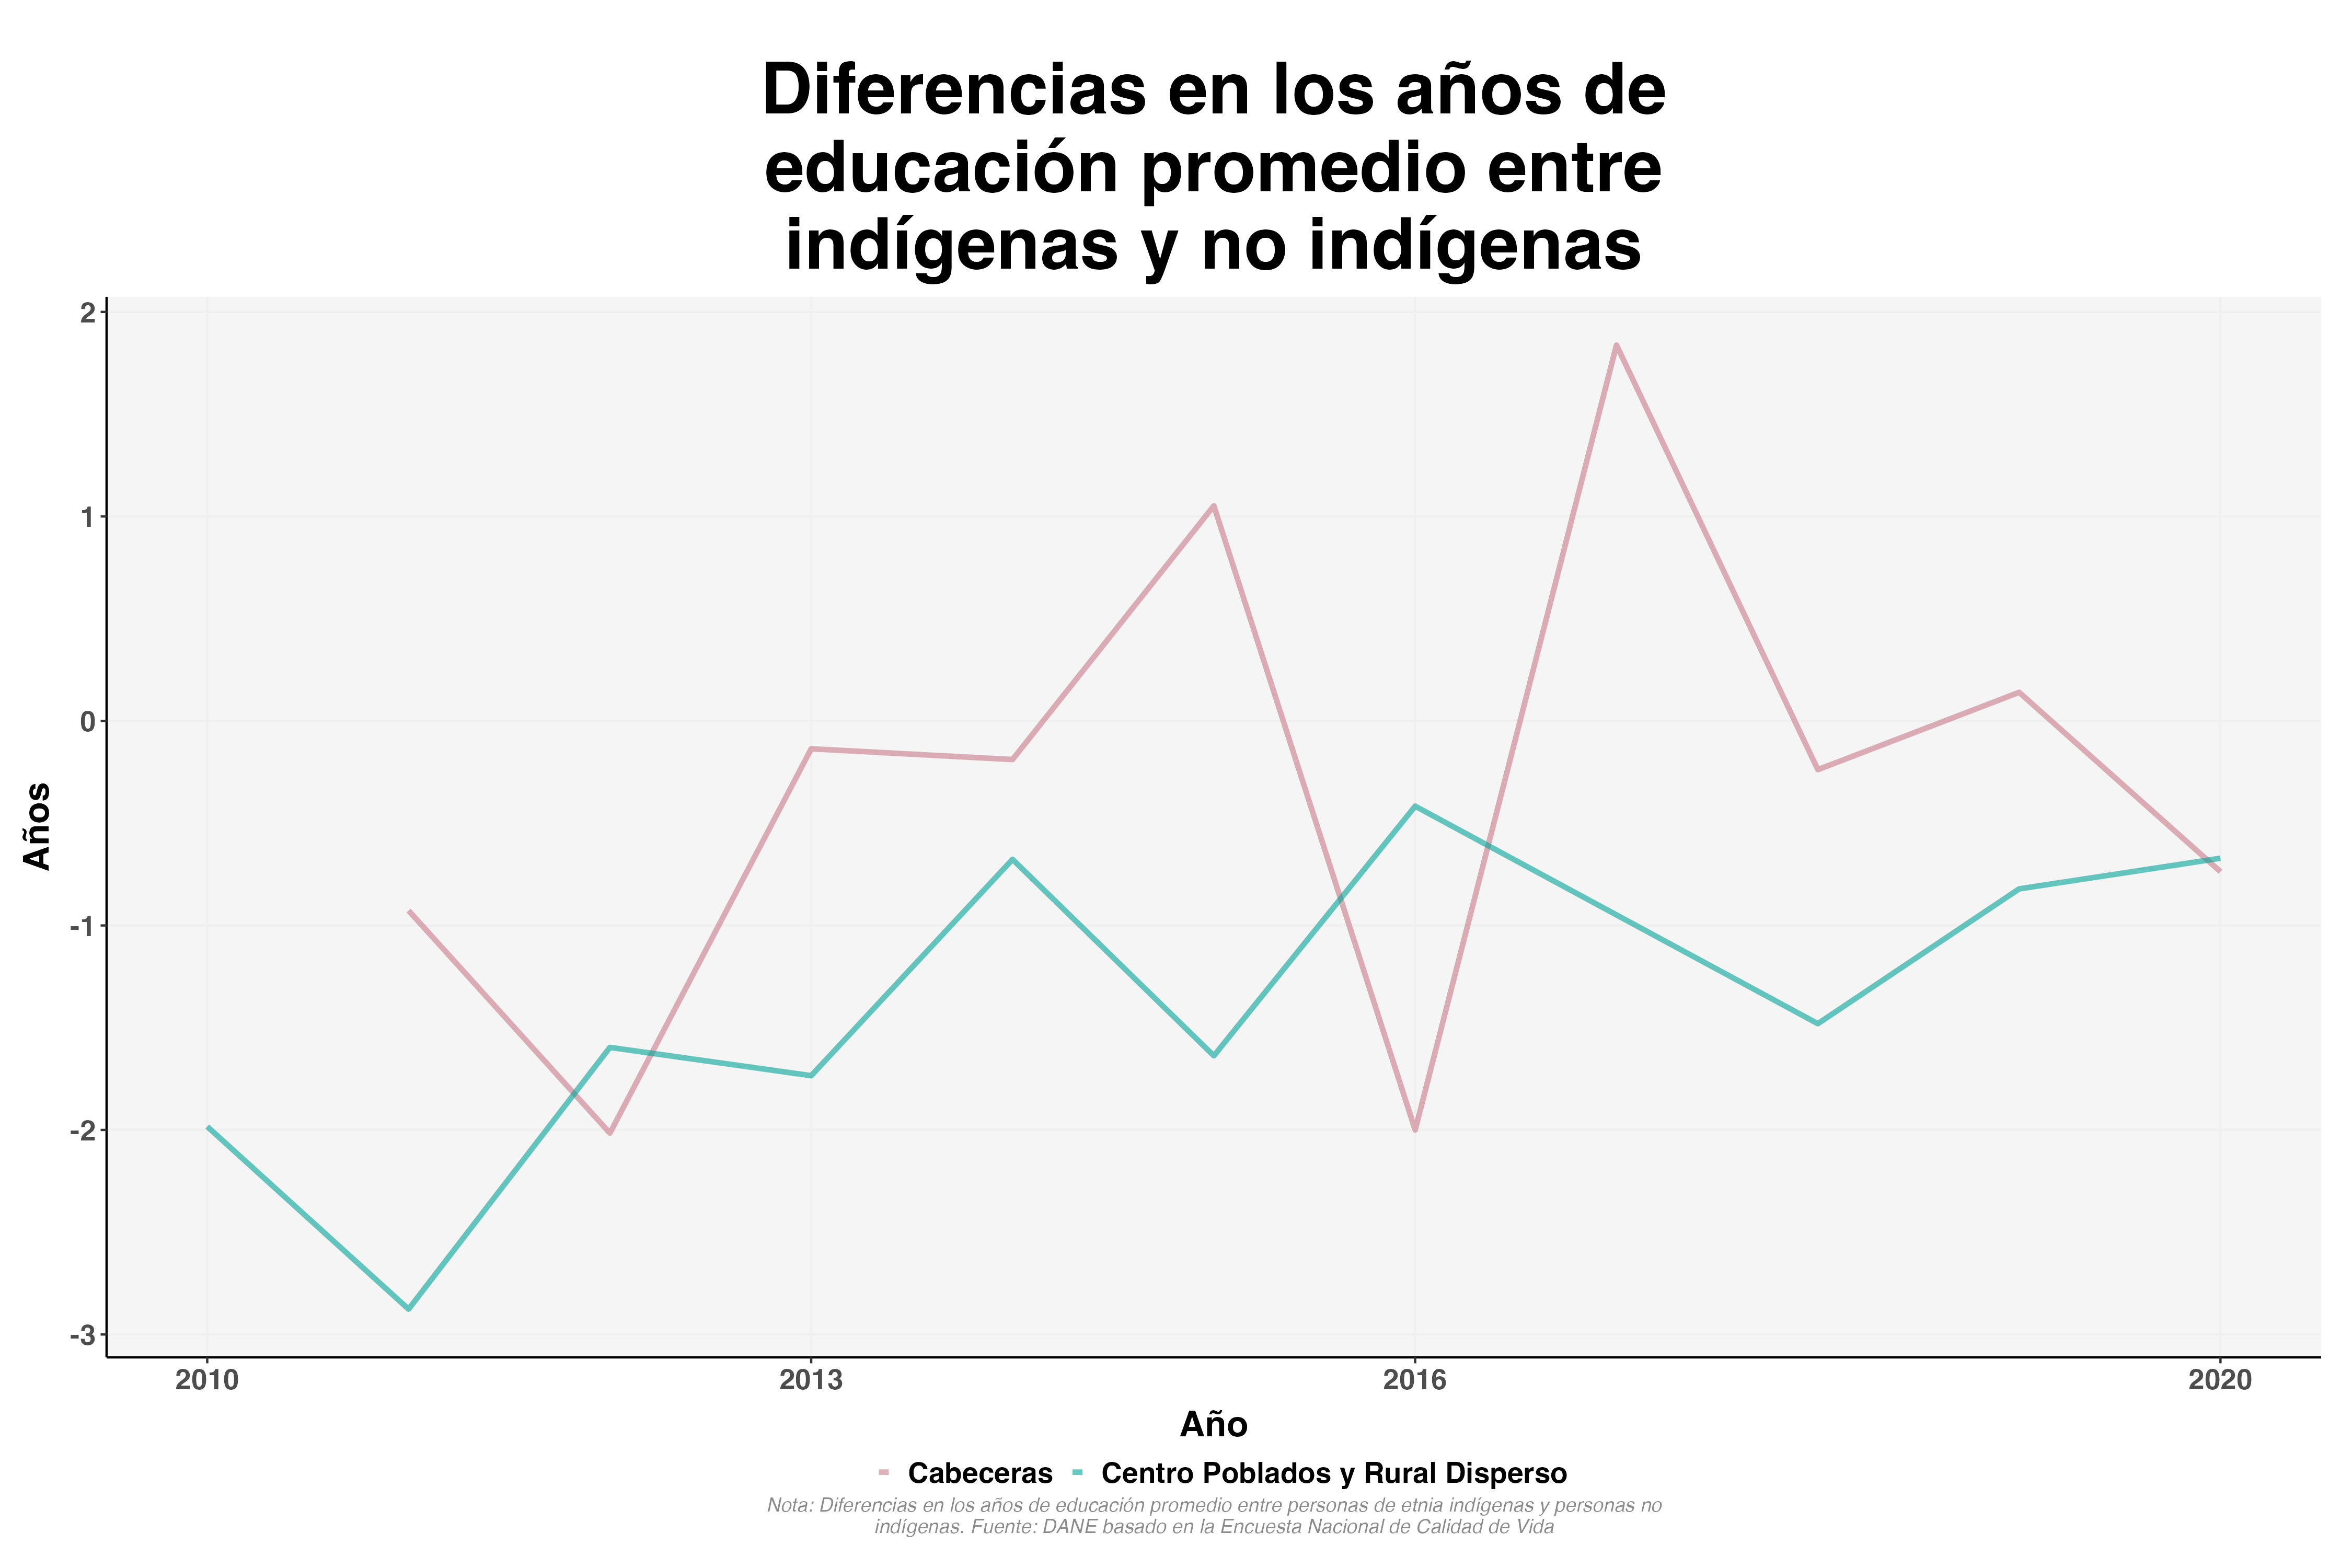 Diferencias en los años de
educación promedio entre
indígenas y no indígenas
2
1
0
-1
-2
-3
Años
2010
2013
2016
2020
Año
Cabeceras
Centro Poblados y Rural Disperso
Nota: Diferencias en los años de educación promedio entre personas de etnia indígenas y personas no
indígenas. Fuente: DANE basado en la Encuesta Nacional de Calidad de Vida